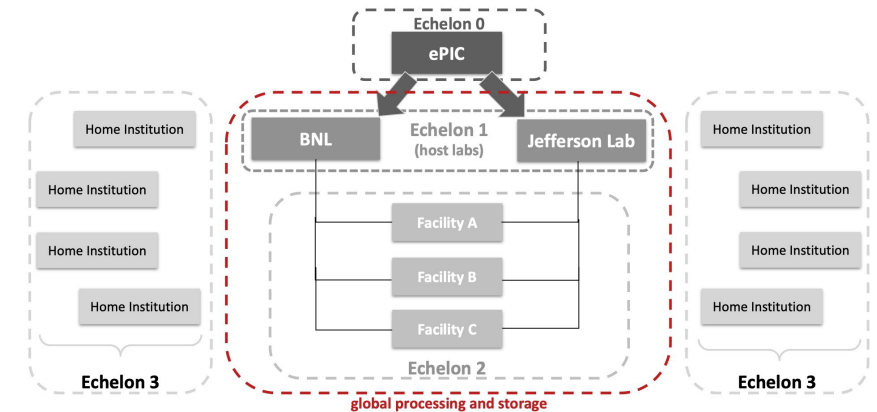 Echelon 0
ePIC
BNL
Echelon 1
(host labs)
Jefferson Lab
Home Institution
Home Institution
Home Institution
Home Institution
Echelon 3
Facility A
Facility B
Facility C
Echelon 2
global processing and storage
Home Institution
Home Institution
Home Institution
Home Institution
Echelon 3